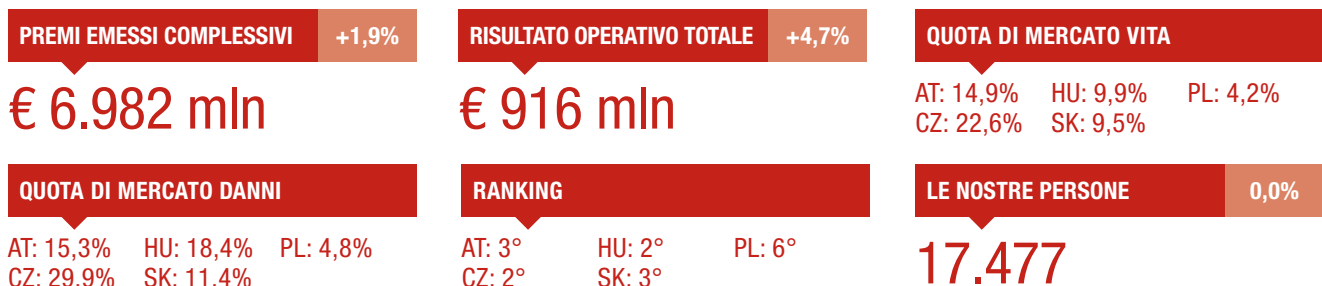 PREMI EMESSI COMPLESSIVI +1,9%
€ 6.982 mln
RISULTATO OPERATIVO TOTALE +4,7%
€ 916 mln
QUOTA DI MERCATO VITA
AT: 14,9% HU: 9,9% PL: 4,2%
CZ: 22,6% SK: 9,5%
QUOTA DI MERCATO DANNI
AT: 15,3% HU: 18,4% PL: 4,8%
CZ: 29,9% SK: 11,4%
RANKING
AT: 3° HU: 2° PL: 6°
CZ: 2° SK: 3°
LE NOSTRE PERSONE 0,0%
17.477